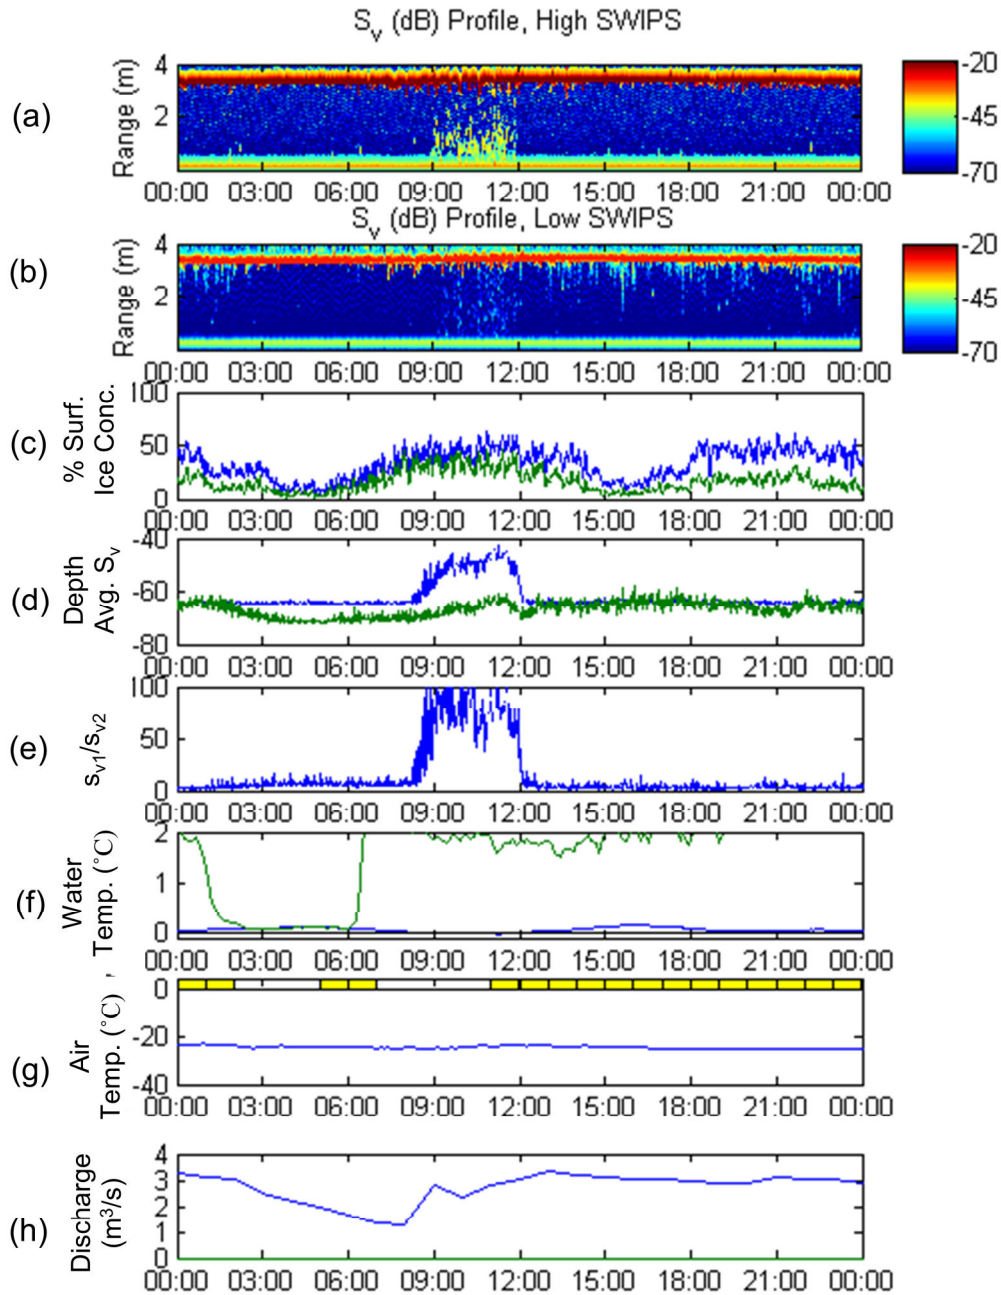 Sv (dB) Profile, High SWIPS
(a)
Range (m)
4
2
-20
-45
-70
00:00 03:00 06:00 09:00 12:00 15:00 18:00 21:00 00:00
Sv (dB) Profile, Low SWIPS
(b)
Range (m)
4
2
-20
-45
-70
00:00 03:00 06:00 09:00 12:00 15:00 18:00 21:00 00:00
(c)
% Surf.
Ice Conc.
100
50
0
00:00 03:00 06:00 09:00 12:00 15:00 18:00 21:00 00:00
(d)
Depth
Avg. Sv
-40
-60
-80
00:00 03:00 06:00 09:00 12:00 15:00 18:00 21:00 00:00
(e)
sv1/sv2
100
50
0
00:00 03:00 06:00 09:00 12:00 15:00 18:00 21:00 00:00
(f)
Water
Temp. (˚C)
2
1
0
00:00 03:00 06:00 09:00 12:00 15:00 18:00 21:00 00:00
(g)
Air
Temp. (˚C)
0
-20
-40
00:00 03:00 06:00 09:00 12:00 15:00 18:00 21:00 00:00
(h)
Discharge
(m³/s)
4
3
2
1
0
00:00 03:00 06:00 09:00 12:00 15:00 18:00 21:00 00:00